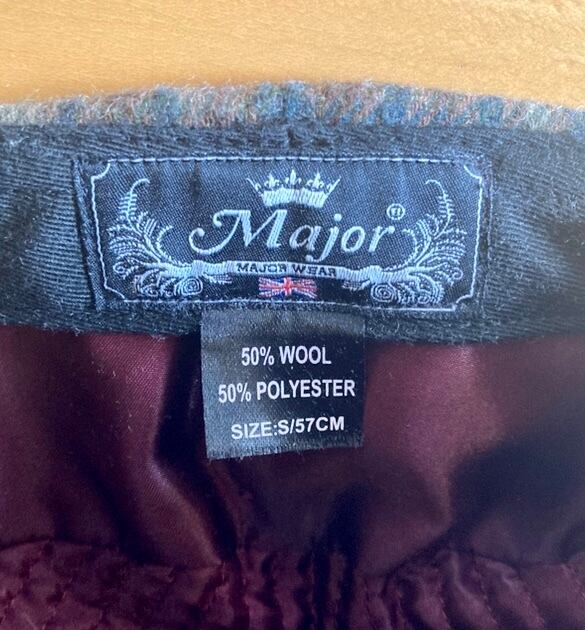 Major®
MAJOR WEAR
50% WOOL
50% POLYESTER
SIZE:S/57CM